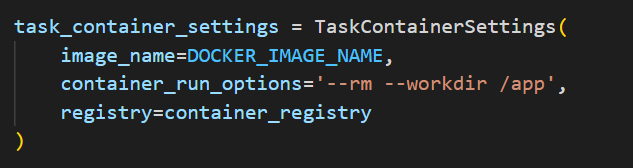 task_container_settings = TaskContainerSettings(
    image_name=DOCKER_IMAGE_NAME,
    container_run_options='--rm --workdir /app',
    registry=container_registry
)